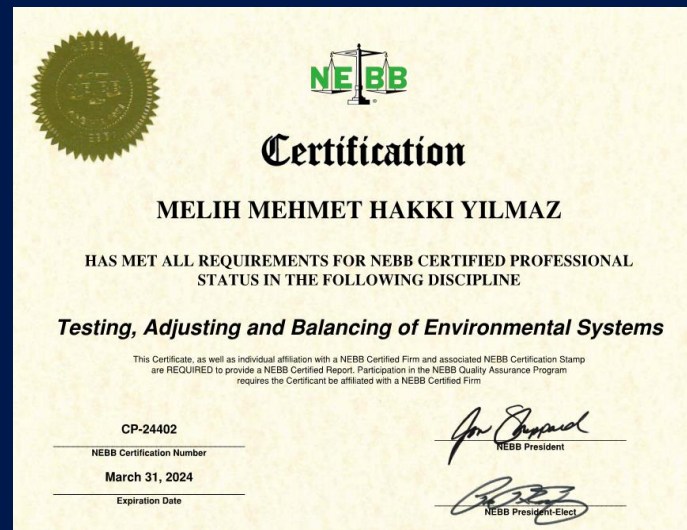 NEBB
NEBB
Certification
MELIH MEHMET HAKKI YILMAZ
HAS MET ALL REQUIREMENTS FOR NEBB CERTIFIED PROFESSIONAL
STATUS IN THE FOLLOWING DISCIPLINE
Testing, Adjusting and Balancing of Environmental Systems
This Certificate, as well as individual affiliation with a NEBB Certified Firm and associated NEBB Certification Stamp
are REQUIRED to provide a NEBB Certified Report. Participation in the NEBB Quality Assurance Program
requires the Certificant be affiliated with a NEBB Certified Firm
CP-24402
NEBB Certification Number
March 31, 2024
Expiration Date
Jon Sheppard
NEBB President
NEBB President-Elect